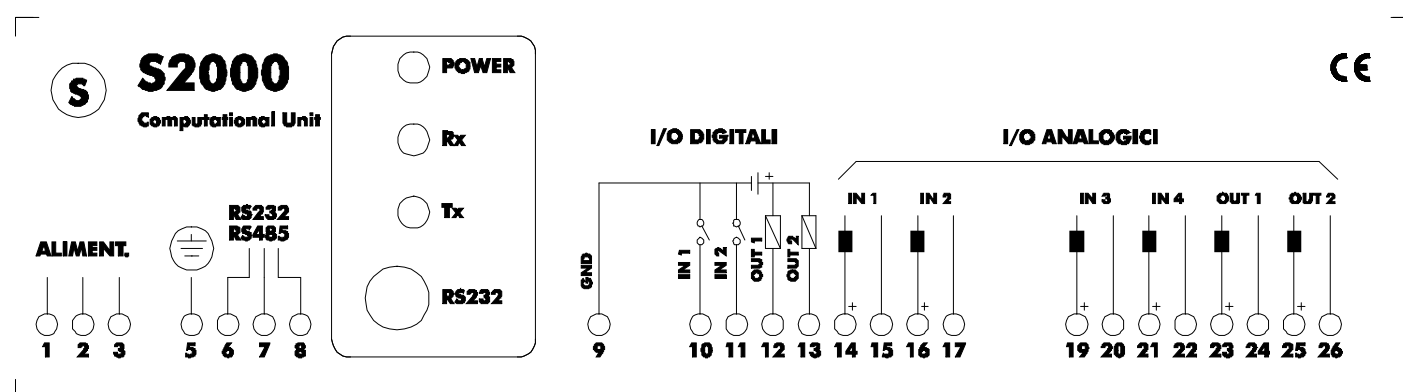 S
S2000
Computational Unit
POWER
Rx
Tx
RS232
CE
I/O DIGITALI
I/O ANALOGICI
ALIMENT.
RS232
RS485
GND
IN 1
IN 2
OUT 1
OUT 2
+
IN 1
IN 2
IN 3
IN 4
OUT 1
OUT 2
+ + + + + +
1 2 3 5 6 7 8 9 10 11 12 13 14 15 16 17 19 20 21 22 23 24 25 26